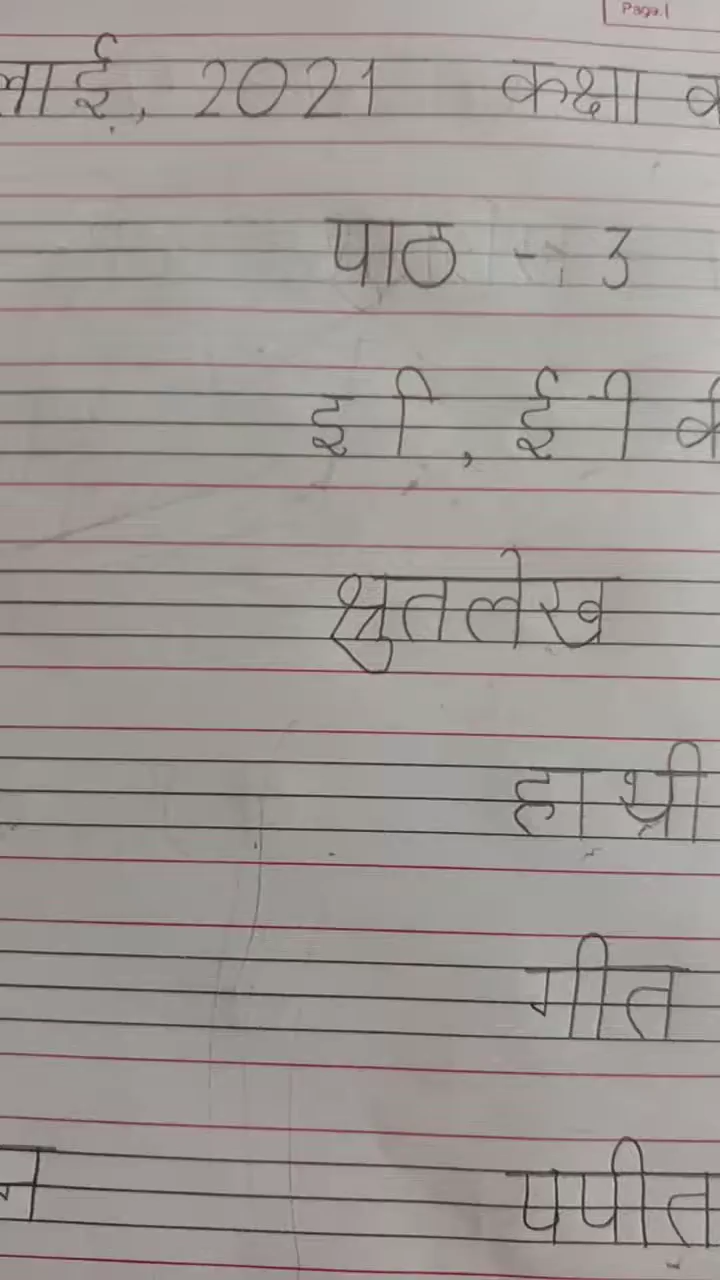 Page.
लाई, 2021 कक्षा
पाठ - 3
इ ि, ई ी
श्रुतलेख
हाथी
गीत
पपीत